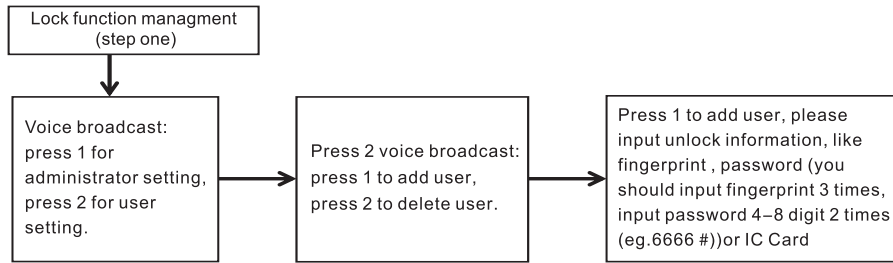 Lock function managment
(step one)
Voice broadcast:
press 1 for
administrator setting,
press 2 for user
setting.
Press 2 voice broadcast:
press 1 to add user,
press 2 to delete user.
Press 1 to add user, please
input unlock information, like
fingerprint , password (you
should input fingerprint 3 times,
input password 4–8 digit 2 times
(eg.6666 #))or IC Card